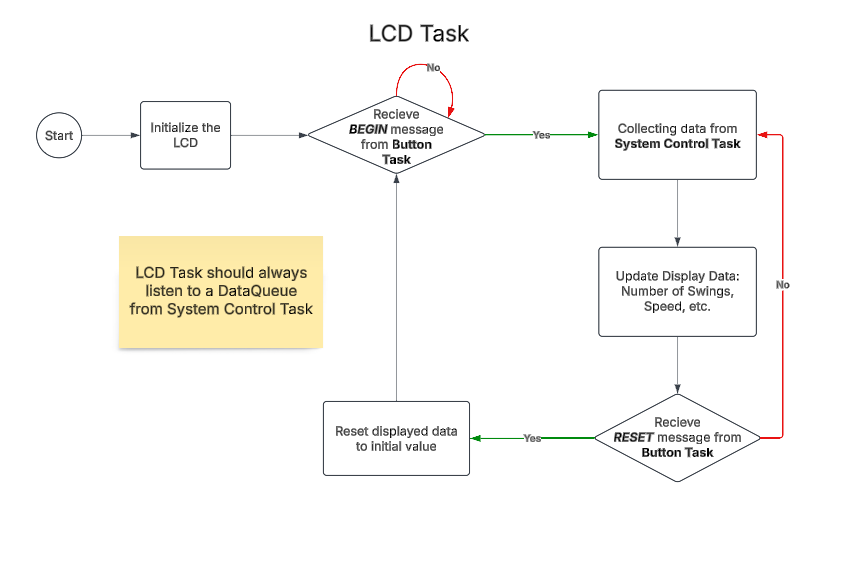 LCD Task
No
Start
Initialize the
LCD
Recieve
BEGIN message
from Button
Task
Yes
Collecting data from
System Control Task
LCD Task should always
listen to a DataQueue
from System Control Task
Update Display Data:
Number of Swings,
Speed, etc.
No
Reset displayed data
to initial value
Yes
Recieve
RESET message from
Button Task